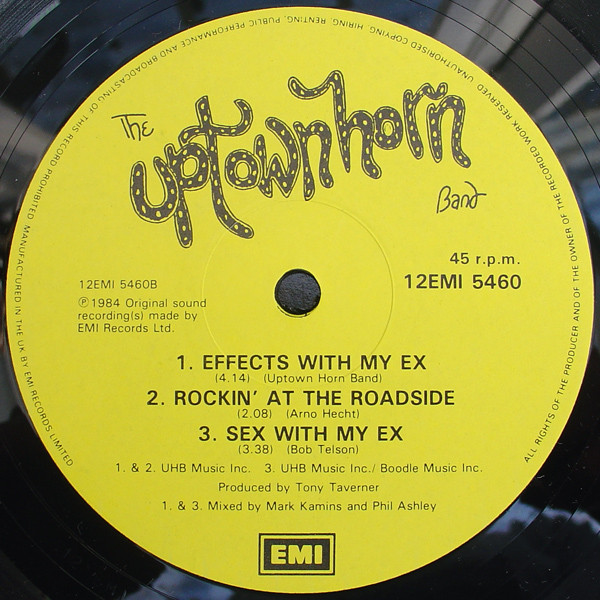 The
uptown horn
Band
45 r.p.m.
12EMI 5460
12EMI 5460B
℗ 1984 Original sound
recording(s) made by
EMI Records Ltd.
1. EFFECTS WITH MY EX
(4.14) (Uptown Horn Band)
2. ROCKIN' AT THE ROADSIDE
(2.08) (Arno Hecht)
3. SEX WITH MY EX
(3.38) (Bob Telson)
1. & 2. UHB Music Inc. 3. UHB Music Inc./ Boodle Music Inc.
Produced by Tony Taverner
1. & 3. Mixed by Mark Kamins and Phil Ashley
EMI
ALL RIGHTS OF THE PRODUCER AND OF THE OWNER OF THE RECORDED WORK RESERVED UNAUTHORISED COPYING, HIRING, RENTING, PUBLIC PERFORMANCE AND BROADCASTING OF THIS RECORD PROHIBITED MANUFACTURED IN THE UK BY EMI RECORDS LIMITED